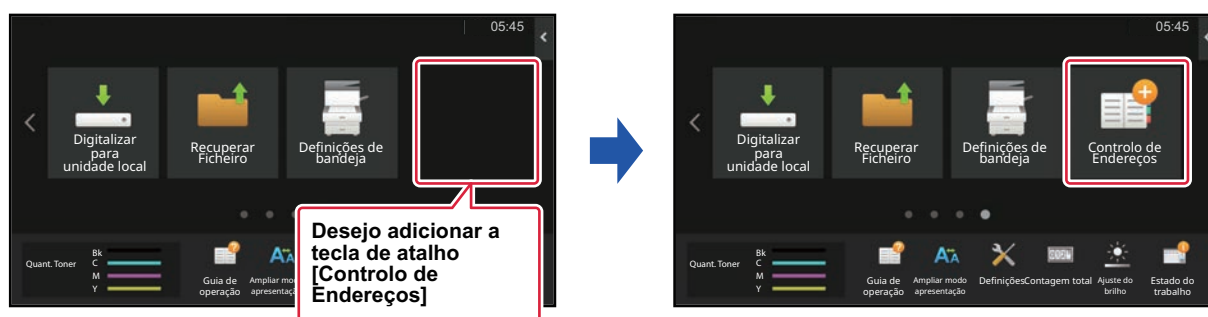 05:45
Digitalizar
para
unidade local
Recuperar
Ficheiro
Definições de
bandeja
Desejo adicionar a
tecla de atalho
[Controlo de
Endereços]
Quant. Toner
Bk
C
M
Y
Guia de
operação
Ampliar mo
apresentaçã
05:45
Digitalizar
para
unidade local
Recuperar
Ficheiro
Definições de
bandeja
Controlo de
Endereços
Quant. Toner
Bk
C
M
Y
Guia de
operação
Ampliar modo
apresentação
Definições
Contagem total
Ajuste do
brilho
Estado do
trabalho